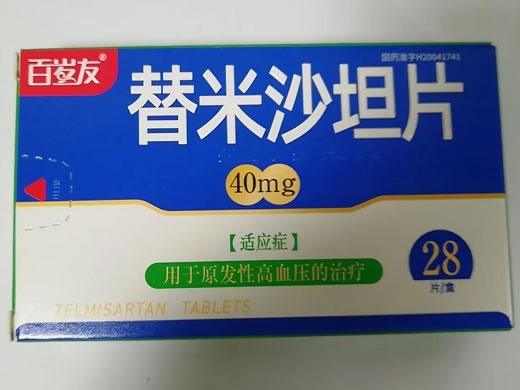 国药准字H20041741
百岁友®
替米沙坦片
40mg
【适应症】
用于原发性高血压的治疗
28
片/盒
TELMISARTAN TABLETS